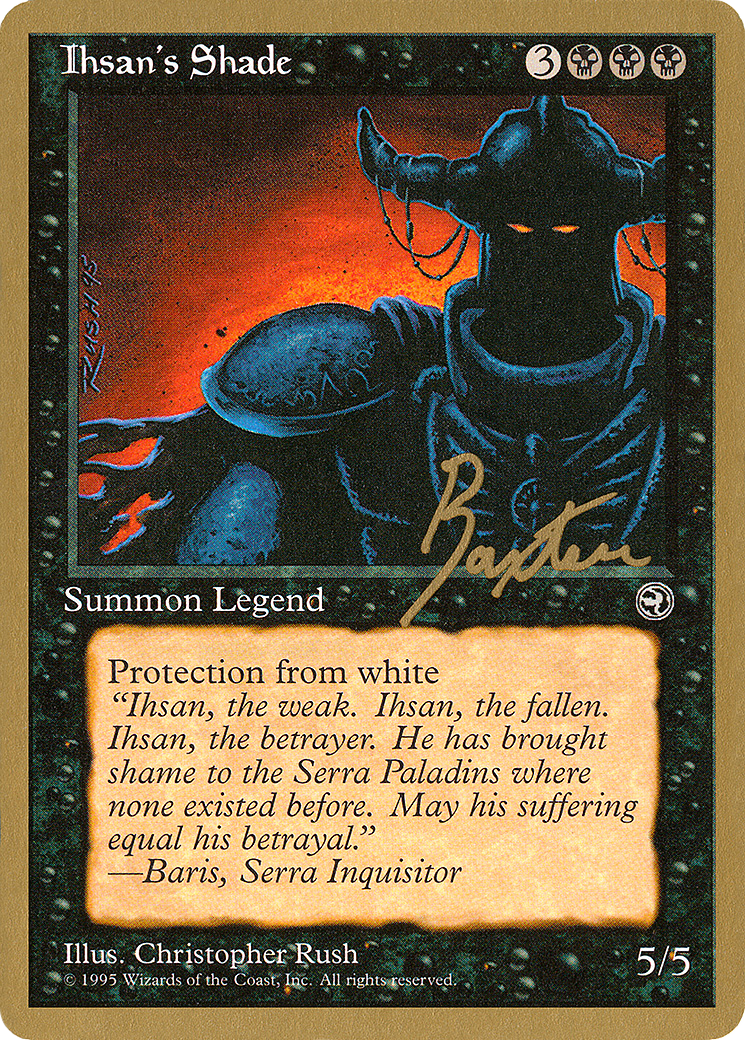 Ihsan's Shade
3
RUSH 95
Baxter
Summon Legend
Protection from white
"Ihsan, the weak. Ihsan, the fallen.
Ihsan, the betrayer. He has brought
shame to the Serra Paladins where
none existed before. May his suffering
equal his betrayal."
—Baris, Serra Inquisitor
Illus. Christopher Rush
5/5
© 1995 Wizards of the Coast, Inc. All rights reserved.